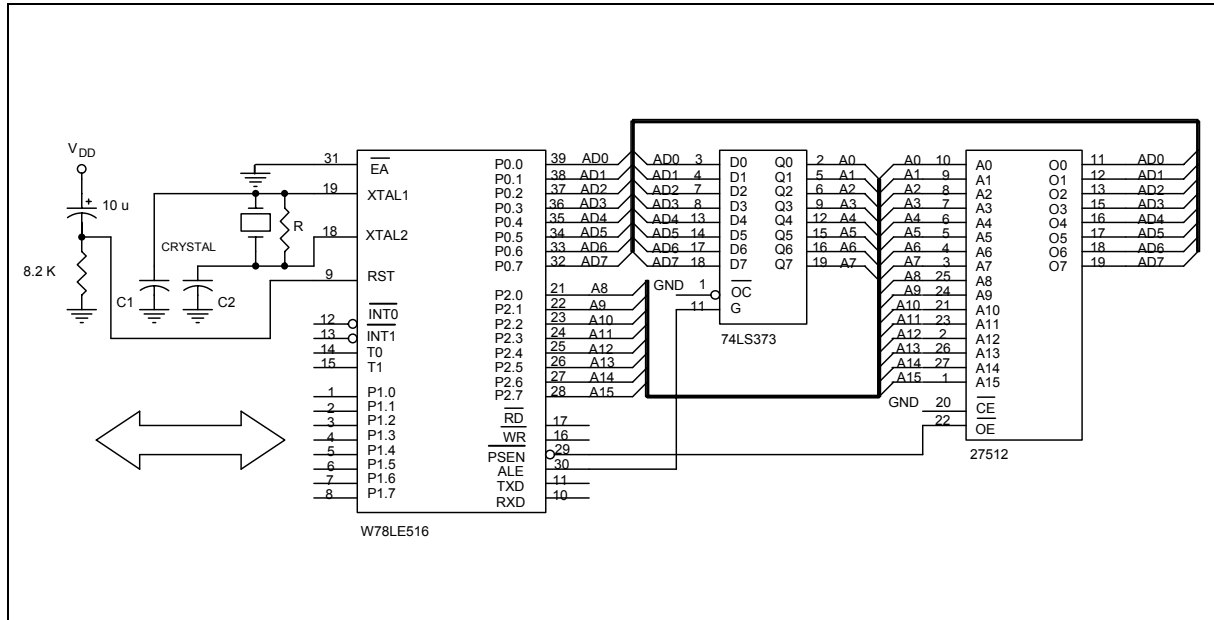 V DD
10 u
8.2 K
C1
CRYSTAL
C2
R
31 EA
19 XTAL1
18 XTAL2
9 RST
12 INT0
13 INT1
14 T0
15 T1
1 P1.0
2 P1.1
3 P1.2
4 P1.3
5 P1.4
6 P1.5
7 P1.6
8 P1.7
P0.0 39 AD0
P0.1 38 AD1
P0.2 37 AD2
P0.3 36 AD3
P0.4 35 AD4
P0.5 34 AD5
P0.6 33 AD6
P0.7 32 AD7
P2.0 21 A8
P2.1 22 A9
P2.2 23 A10
P2.3 24 A11
P2.4 25 A12
P2.5 26 A13
P2.6 27 A14
P2.7 28 A15
RD 17
WR 16
PSEN 29
ALE 30
TXD 11
RXD 10
W78LE516
AD0 3 D0 Q0 2 A0
AD1 4 D1 Q1 5 A1
AD2 7 D2 Q2 6 A2
AD3 8 D3 Q3 9 A3
AD4 13 D4 Q4 12 A4
AD5 14 D5 Q5 15 A5
AD6 17 D6 Q6 16 A6
AD7 18 D7 Q7 19 A7
GND 1 OC
11 G
74LS373
A0 10 A0 O0 11 AD0
A1 9 A1 O1 12 AD1
A2 8 A2 O2 13 AD2
A3 7 A3 O3 15 AD3
A4 6 A4 O4 16 AD4
A5 5 A5 O5 17 AD5
A6 4 A6 O6 18 AD6
A7 3 A7 O7 19 AD7
A8 25 A8
A9 24 A9
A10 21 A10
A11 23 A11
A12 2 A12
A13 26 A13
A14 27 A14
A15 1 A15
GND 20 CE
22 OE
27512